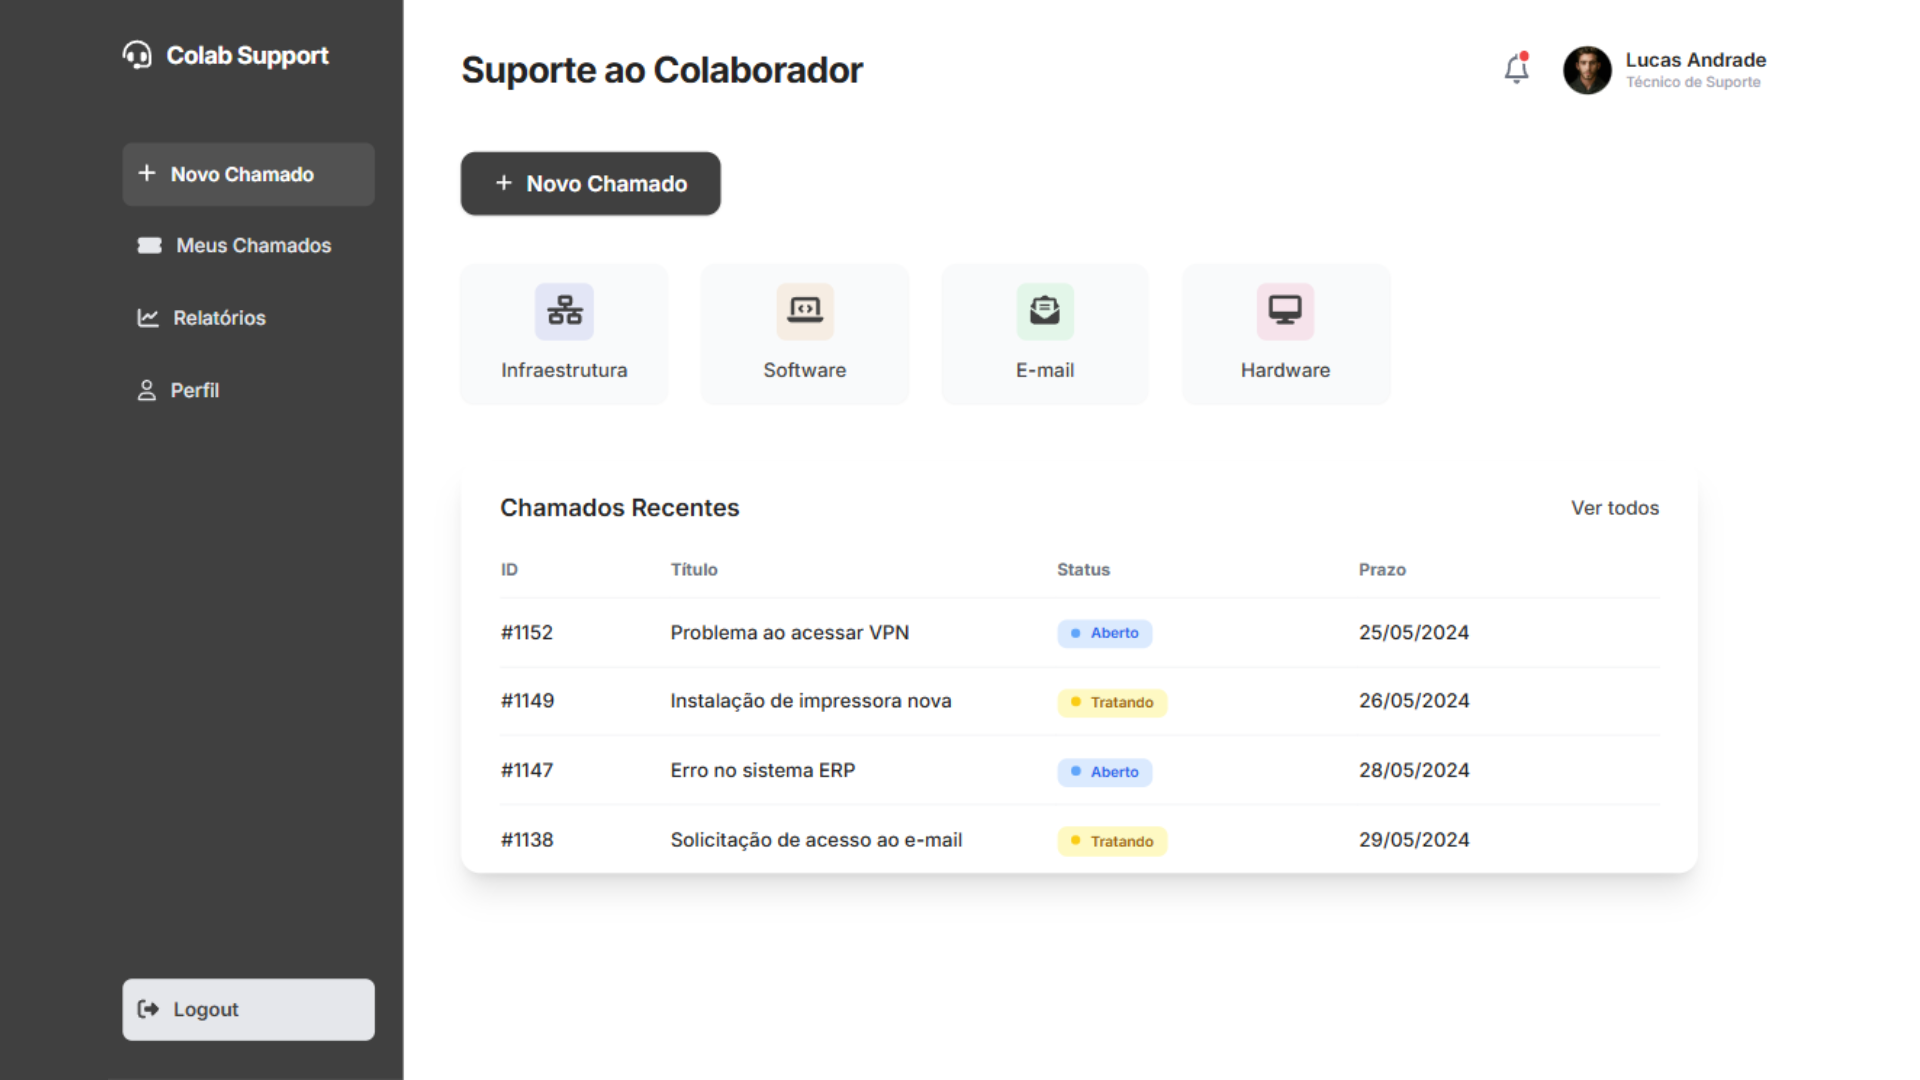 Colab Support
Novo Chamado
Meus Chamados
Relatórios
Perfil
Logout
Suporte ao Colaborador
Lucas Andrade
Técnico de Suporte
Novo Chamado
Infraestrutura
Software
E-mail
Hardware
Chamados Recentes
Ver todos
ID Título Status Prazo
#1152 Problema ao acessar VPN Aberto 25/05/2024
#1149 Instalação de impressora nova Tratando 26/05/2024
#1147 Erro no sistema ERP Aberto 28/05/2024
#1138 Solicitação de acesso ao e-mail Tratando 29/05/2024